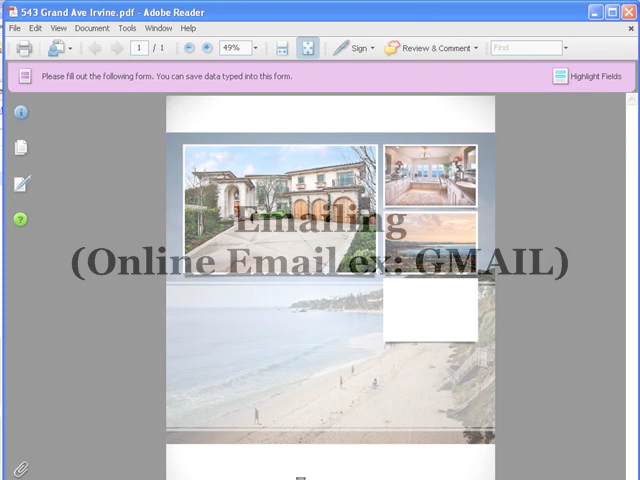 543 Grand Ave Irvine.pdf - Adobe Reader
File Edit View Document Tools Window
1 / 1 49% Sign Review & Comment Find
Please fill out the following form. You can save data typed into this form. Highlight Fields
Emailing
(Online Email ex: GMAIL)